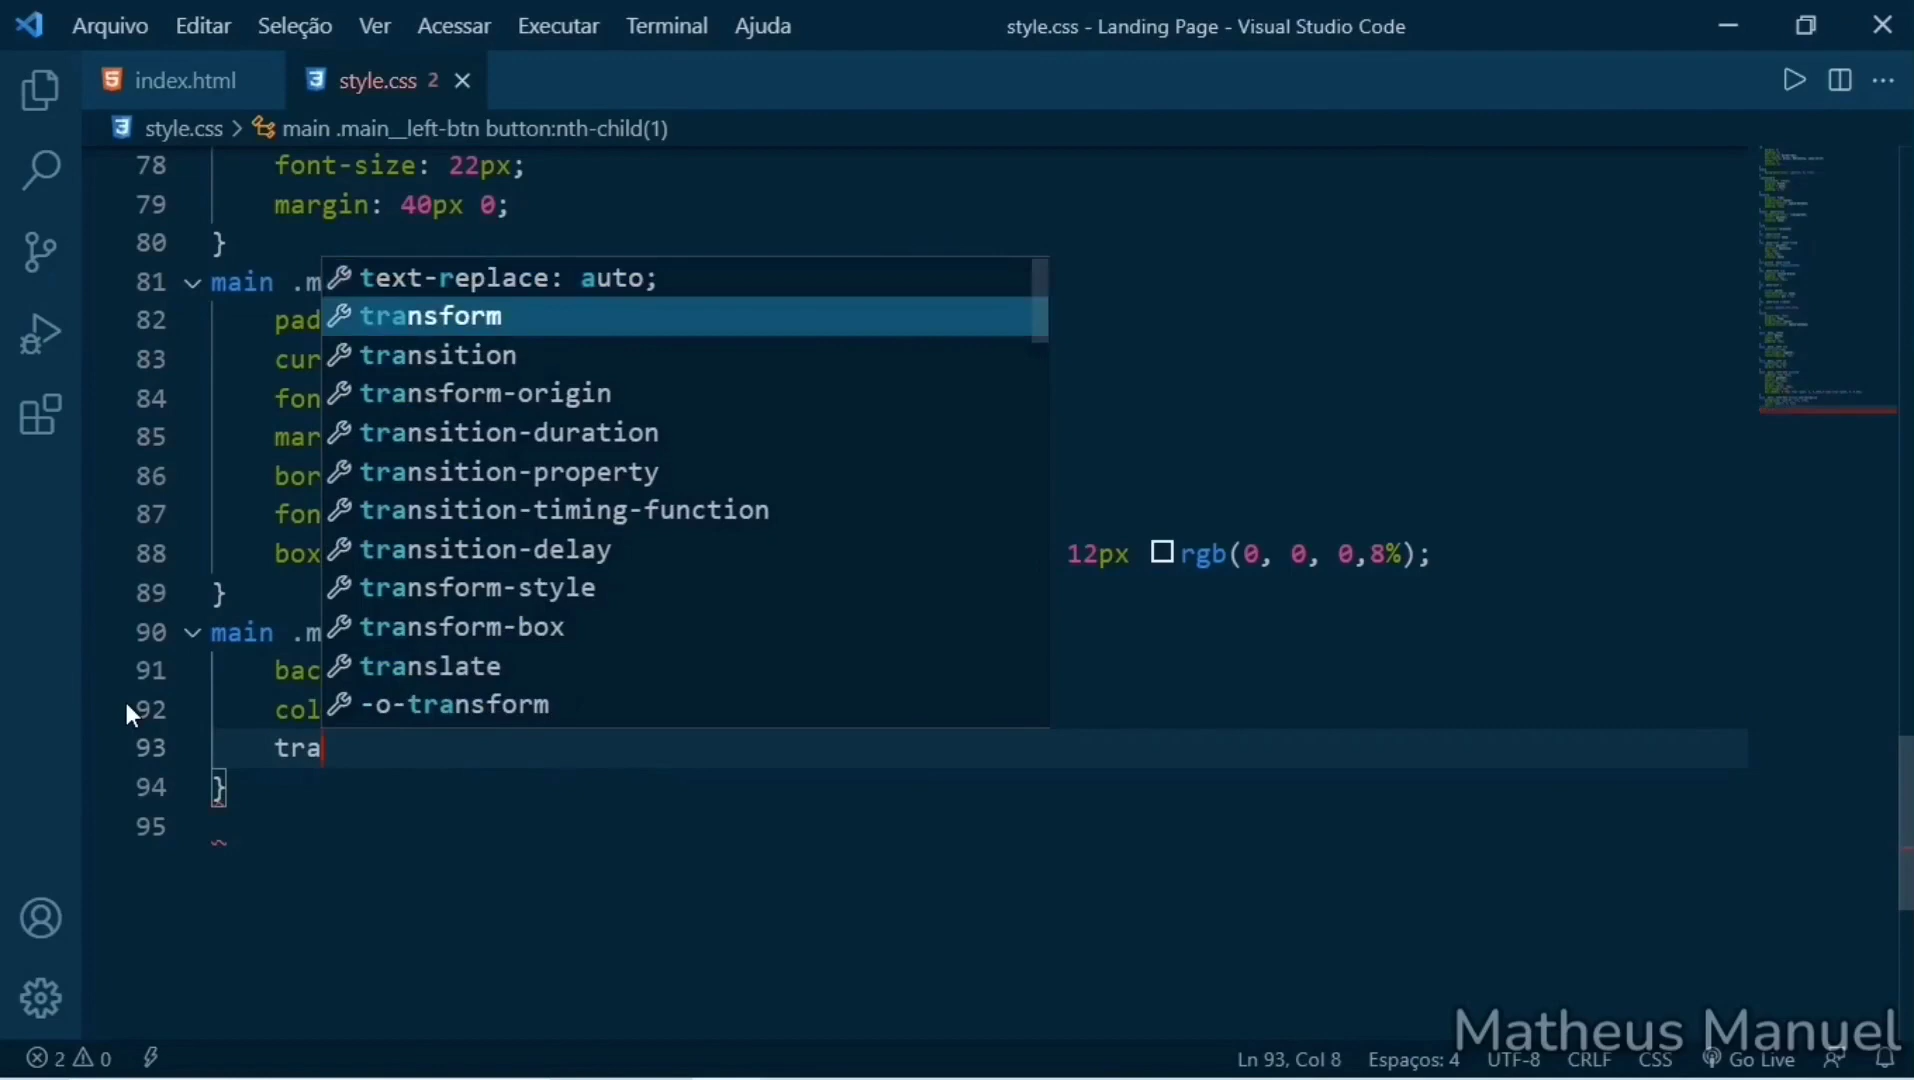 Arquivo Editar Seleção Ver Acessar Executar Terminal Ajuda style.css - Landing Page - Visual Studio Code
index.html style.css 2
style.css > main .main__left-btn button:nth-child(1)
78 font-size: 22px;
79 margin: 40px 0;
80 }
81 main .m
text-replace: auto;
82 pad
transform
83 cur
transition
84 fon
transform-origin
85 mar
transition-duration
86 bor
transition-property
87 fon
transition-timing-function
88 box
transition-delay
12px rgb(0, 0, 0,8%);
89 }
transform-style
90 main .m
transform-box
91 bac
translate
92 col
-o-transform
93 tra
94 }
95
Matheus Manuel
2 0 Ln 93, Col 8 Espaços: 4 UTF-8 CRLF CSS Go Live